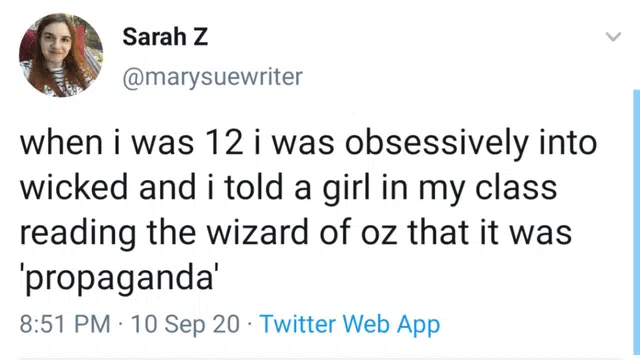 Sarah Z
@marysuewriter
when i was 12 i was obsessively into
wicked and i told a girl in my class
reading the wizard of oz that it was
'propaganda'
8:51 PM · 10 Sep 20 · Twitter Web App